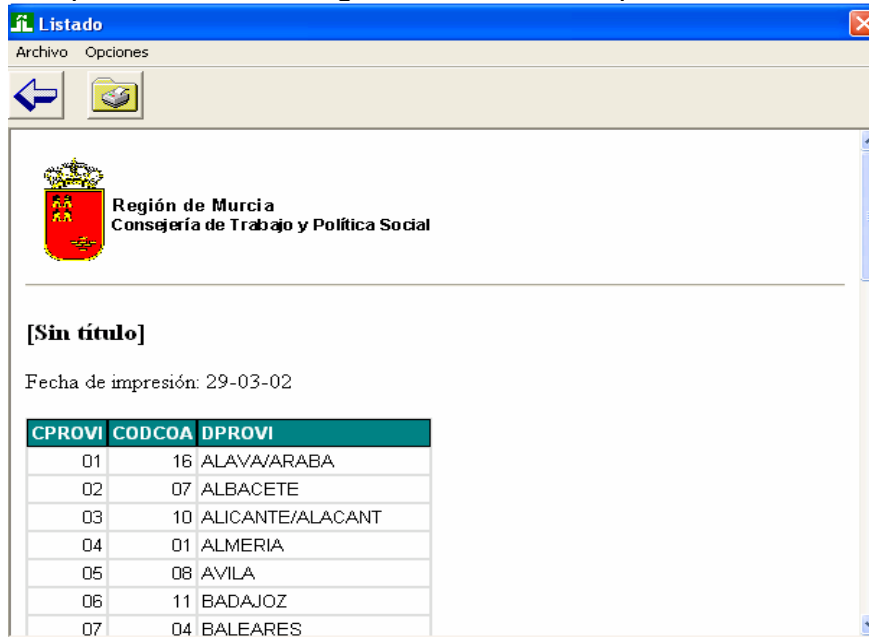 Listado
Archivo Opciones
Región de Murcia
Consejería de Trabajo y Política Social
[Sin título]
Fecha de impresión: 29-03-02
CPROVI CODCOA DPROVI
01 16 ALAVA/ARABA
02 07 ALBACETE
03 10 ALICANTE/ALACANT
04 01 ALMERIA
05 08 AVILA
06 11 BADAJOZ
07 04 BALEARES